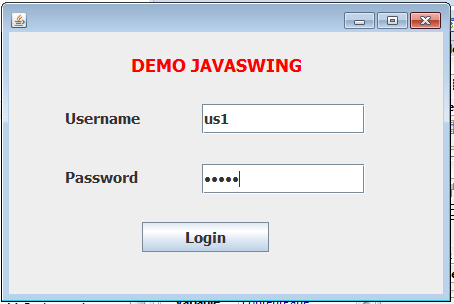 DEMO JAVASWING
Username us1
Password •••••
Login